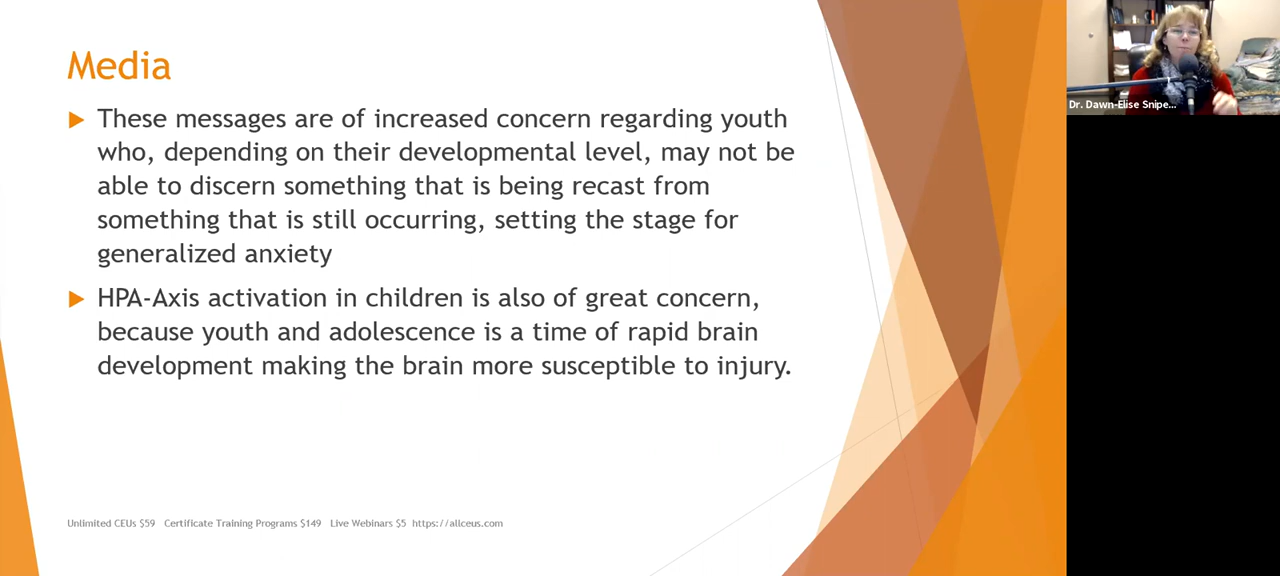 Media
These messages are of increased concern regarding youth
who, depending on their developmental level, may not be
able to discern something that is being recast from
something that is still occurring, setting the stage for
generalized anxiety
HPA-Axis activation in children is also of great concern,
because youth and adolescence is a time of rapid brain
development making the brain more susceptible to injury.
Unlimited CEUs $59 Certificate Training Programs $149 Live Webinars $5 https://allceus.com
Dr. Dawn-Elise Snipe...